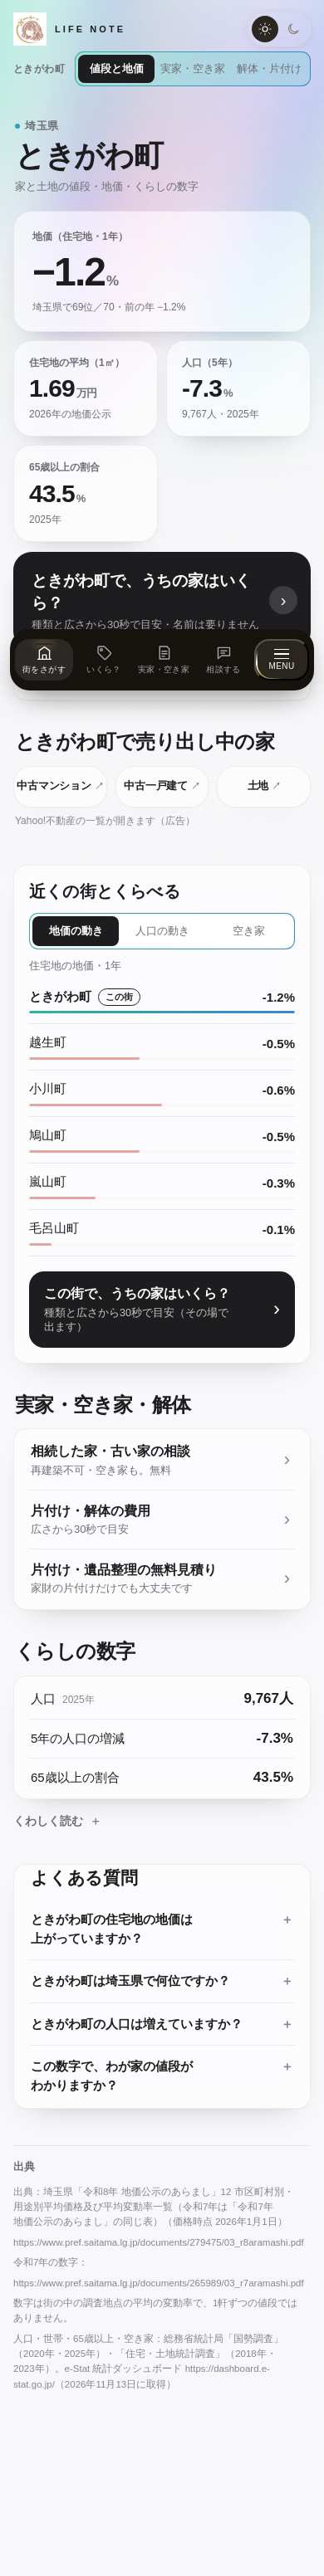 LIFE NOTE
ときがわ町
値段と地価
実家・空き家
解体・片付け
埼玉県
ときがわ町
家と土地の値段・地価・くらしの数字
地価（住宅地・1年）
−1.2%
埼玉県で69位／70・前の年 −1.2%
住宅地の平均（1㎡）
1.69万円
2026年の地価公示
人口（5年）
-7.3%
9,767人・2025年
65歳以上の割合
43.5%
2025年
ときがわ町で、うちの家はいく
ら？
種類と広さから30秒で目安・名前は要りません
›
街をさがす
いくら？
実家・空き家
相談する
MENU
ときがわ町で売り出し中の家
中古マンション ↗
中古一戸建て ↗
土地 ↗
Yahoo!不動産の一覧が開きます（広告）
近くの街とくらべる
地価の動き
人口の動き
空き家
住宅地の地価・1年
ときがわ町 この街 -1.2%
越生町 -0.5%
小川町 -0.6%
鳩山町 -0.5%
嵐山町 -0.3%
毛呂山町 -0.1%
この街で、うちの家はいくら？
種類と広さから30秒で目安（その場で
出ます）
›
実家・空き家・解体
相続した家・古い家の相談
再建築不可・空き家も。無料
›
片付け・解体の費用
広さから30秒で目安
›
片付け・遺品整理の無料見積り
家財の片付けだけでも大丈夫です
›
くらしの数字
人口 2025年 9,767人
5年の人口の増減 -7.3%
65歳以上の割合 43.5%
くわしく読む +
よくある質問
ときがわ町の住宅地の地価は
上がっていますか？
+
ときがわ町は埼玉県で何位ですか？ +
ときがわ町の人口は増えていますか？ +
この数字で、わが家の値段が
わかりますか？
+
出典
出典：埼玉県「令和8年 地価公示のあらまし」12 市区町村別・
用途別平均価格及び平均変動率一覧（令和7年は「令和7年
地価公示のあらまし」の同じ表）（価格時点 2026年1月1日）
https://www.pref.saitama.lg.jp/documents/279475/03_r8aramashi.pdf
令和7年の数字：
https://www.pref.saitama.lg.jp/documents/265989/03_r7aramashi.pdf
数字は街の中の調査地点の平均の変動率で、1軒ずつの値段では
ありません。
人口・世帯・65歳以上・空き家：総務省統計局「国勢調査」
（2020年・2025年）・「住宅・土地統計調査」（2018年・
2023年）。e-Stat 統計ダッシュボード https://dashboard.e-
stat.go.jp/（2026年11月13日に取得）